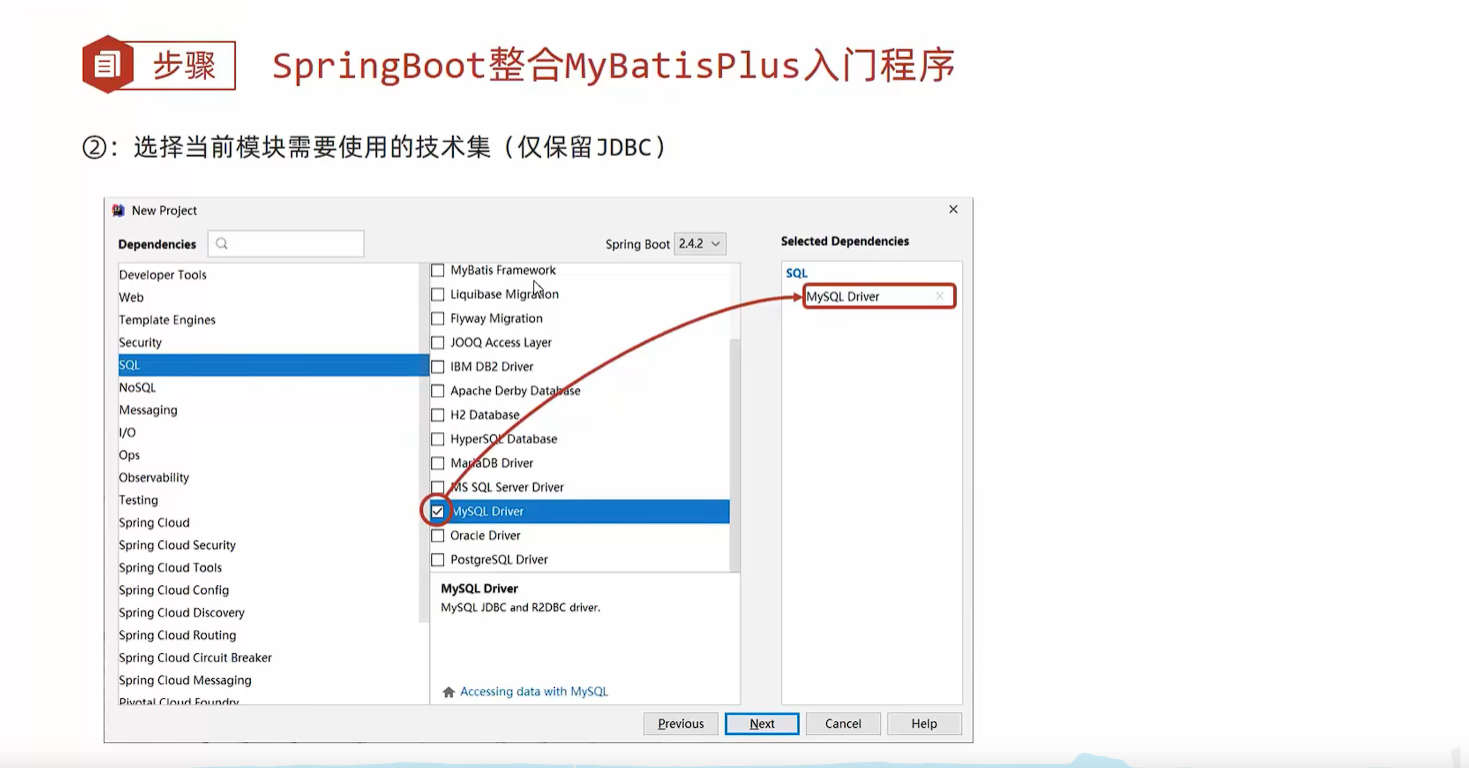 步骤
SpringBoot整合MyBatisPlus入门程序
②：选择当前模块需要使用的技术集（仅保留JDBC）
New Project
Dependencies
Spring Boot 2.4.2
Selected Dependencies
Developer Tools
Web
Template Engines
Security
SQL
NoSQL
Messaging
I/O
Ops
Observability
Testing
Spring Cloud
Spring Cloud Security
Spring Cloud Tools
Spring Cloud Config
Spring Cloud Discovery
Spring Cloud Routing
Spring Cloud Circuit Breaker
Spring Cloud Messaging
Pivotal Cloud Foundry
MyBatis Framework
Liquibase Migration
Flyway Migration
JOOQ Access Layer
IBM DB2 Driver
Apache Derby Database
H2 Database
HyperSQL Database
MariaDB Driver
MS SQL Server Driver
MySQL Driver
Oracle Driver
PostgreSQL Driver
MySQL Driver
MySQL JDBC and R2DBC driver.
Accessing data with MySQL
SQL
MySQL Driver
Previous
Next
Cancel
Help